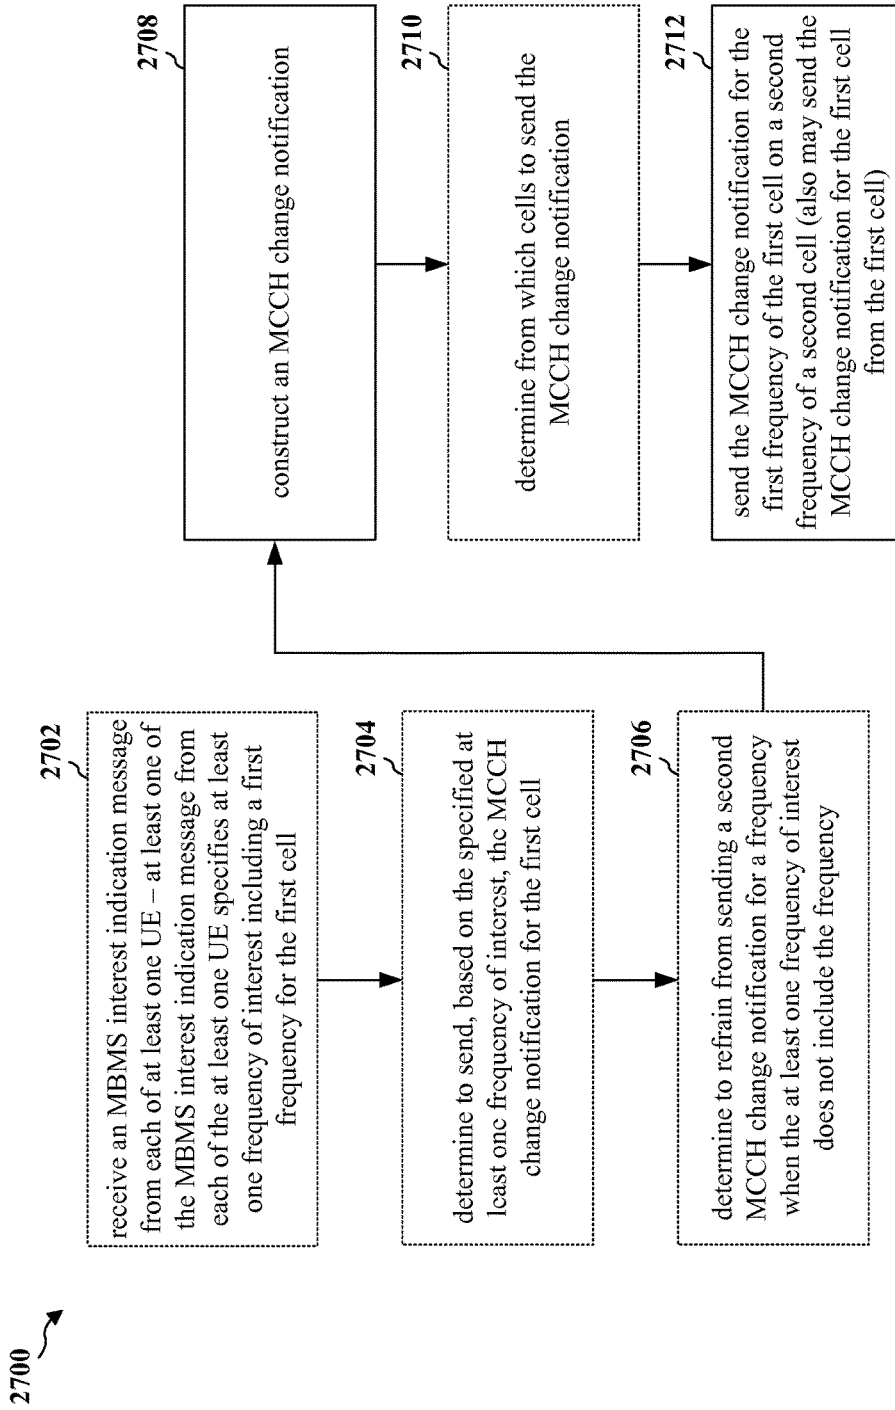 2700
2702
receive an MBMS interest indication message
from each of at least one UE – at least one of
the MBMS interest indication message from
each of the at least one UE specifies at least
one frequency of interest including a first
frequency for the first cell
2704
determine to send, based on the specified at
least one frequency of interest, the MCCH
change notification for the first cell
2706
determine to refrain from sending a second
MCCH change notification for a frequency
when the at least one frequency of interest
does not include the frequency
2708
construct an MCCH change notification
2710
determine from which cells to send the
MCCH change notification
2712
send the MCCH change notification for the
first frequency of the first cell on a second
frequency of a second cell (also may send the
MCCH change notification for the first cell
from the first cell)